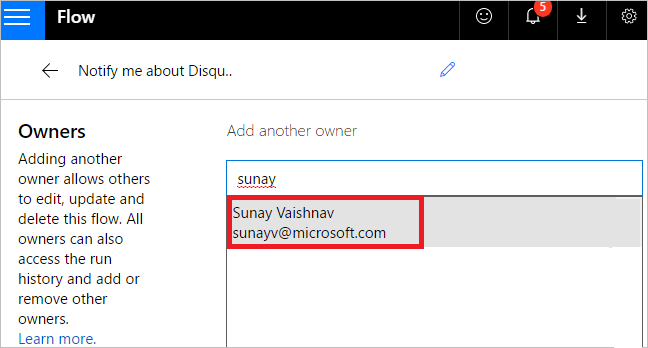 Flow
5
Notify me about Disqu..
Owners
Adding another
owner allows others
to edit, update and
delete this flow. All
owners can also
access the run
history and add or
remove other
owners.
Learn more.
Add another owner
sunay
Sunay Vaishnav
sunayv@microsoft.com